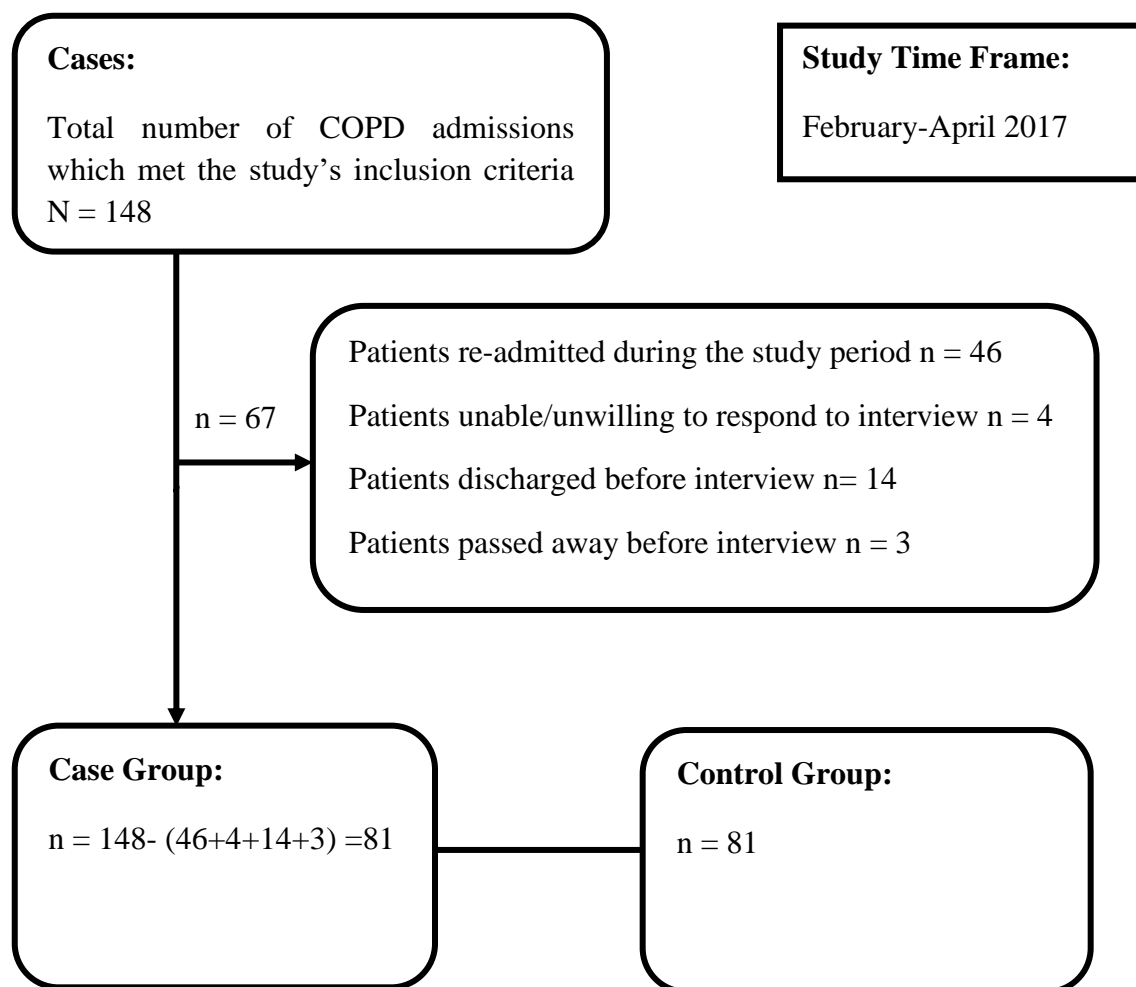 Cases:
Total number of COPD admissions
which met the study's inclusion criteria
N = 148
Study Time Frame:
February-April 2017
n = 67
Patients re-admitted during the study period n = 46
Patients unable/unwilling to respond to interview n = 4
Patients discharged before interview n= 14
Patients passed away before interview n = 3
Case Group:
n = 148- (46+4+14+3) =81
Control Group:
n = 81